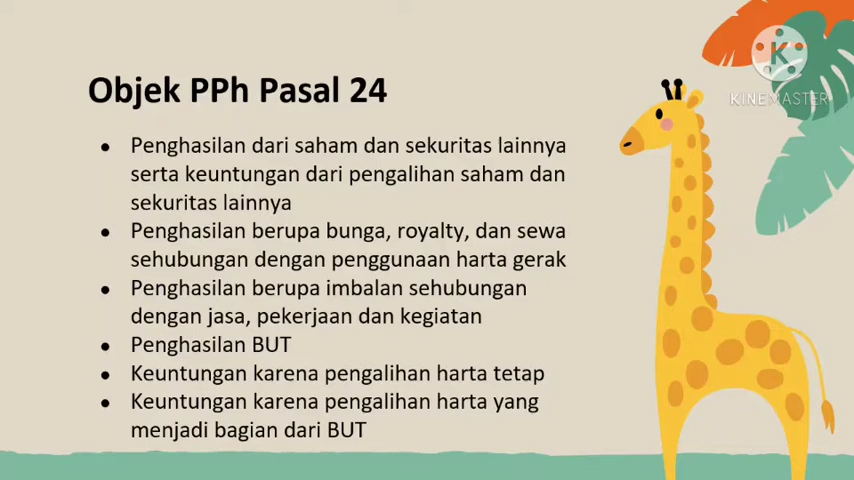 Objek PPh Pasal 24
• Penghasilan dari saham dan sekuritas lainnya
serta keuntungan dari pengalihan saham dan
sekuritas lainnya
• Penghasilan berupa bunga, royalty, dan sewa
sehubungan dengan penggunaan harta gerak
• Penghasilan berupa imbalan sehubungan
dengan jasa, pekerjaan dan kegiatan
• Penghasilan BUT
• Keuntungan karena pengalihan harta tetap
• Keuntungan karena pengalihan harta yang
menjadi bagian dari BUT
K
KINEMASTER